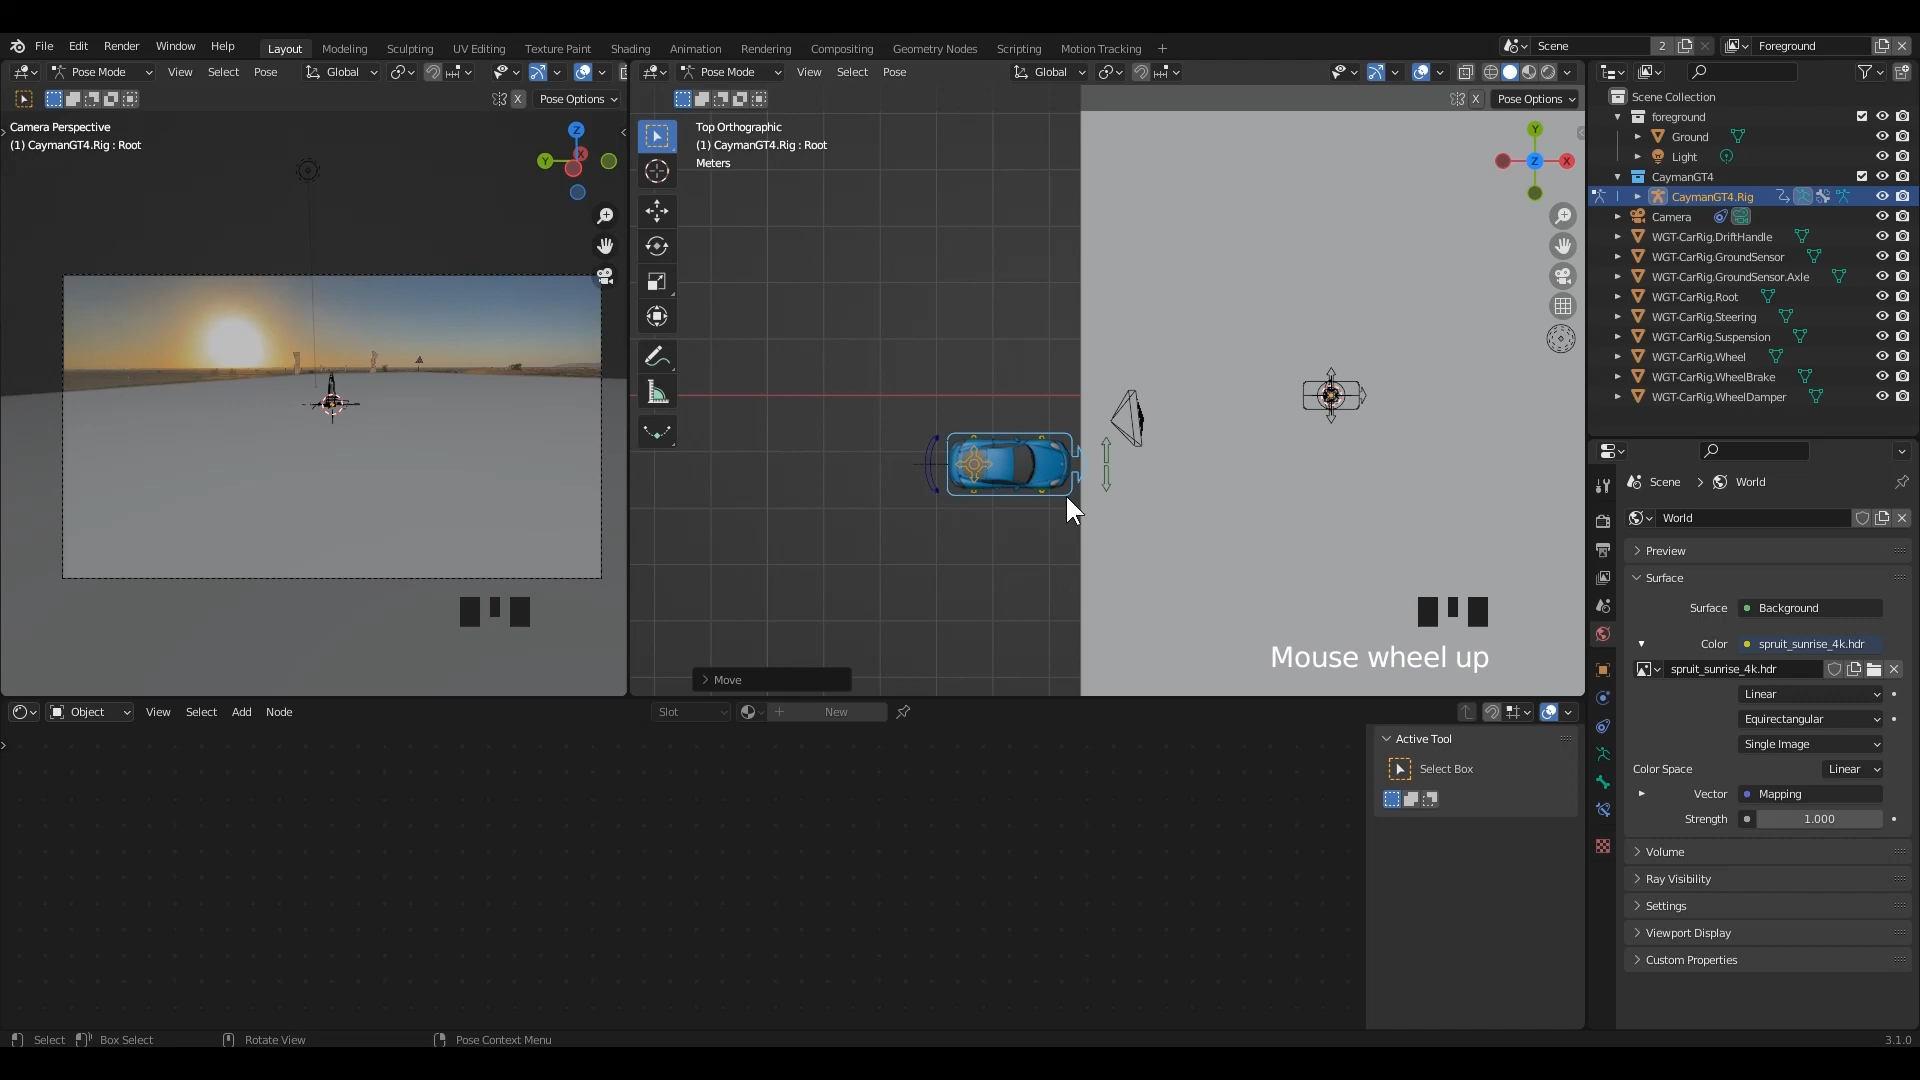 File Edit Render Window Help Layout Modeling Sculpting UV Editing Texture Paint Shading Animation Rendering Compositing Geometry Nodes Scripting Motion Tracking + Scene 2 Foreground
Pose Mode View Select Pose Global
Pose Mode View Select Pose Global
X Pose Options
X Pose Options
Camera Perspective
(1) CaymanGT4.Rig : Root
Z
Y
X
Top Orthographic
(1) CaymanGT4.Rig : Root
Meters
Y
Z
X
Mouse wheel up
Move
Scene Collection
foreground
Ground
Light
CaymanGT4
CaymanGT4.Rig
Camera
WGT-CarRig.DriftHandle
WGT-CarRig.GroundSensor
WGT-CarRig.GroundSensor.Axle
WGT-CarRig.Root
WGT-CarRig.Steering
WGT-CarRig.Suspension
WGT-CarRig.Wheel
WGT-CarRig.WheelBrake
WGT-CarRig.WheelDamper
Scene > World
World
Preview
Surface
Surface Background
Color spruit_sunrise_4k.hdr
spruit_sunrise_4k.hdr
Linear
Equirectangular
Single Image
Color Space Linear
Vector Mapping
Strength 1.000
Volume
Ray Visibility
Settings
Viewport Display
Custom Properties
Object View Select Add Node Slot + New
Active Tool
Select Box
Select Box Select Rotate View Pose Context Menu 3.1.0